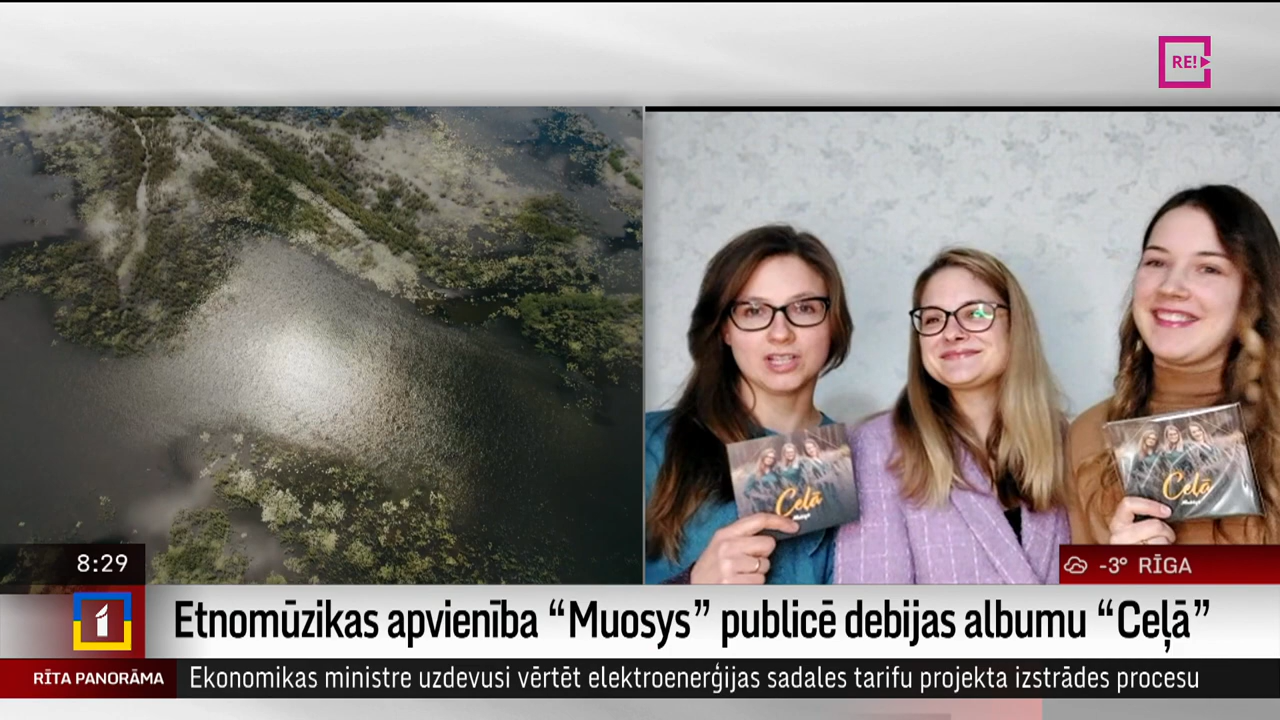 RE!
Ceļā
Ceļā
8:29
-3° RĪGA
1
Etnomūzikas apvienība “Muosys” publicē debijas albumu “Ceļā”
RĪTA PANORĀMA
Ekonomikas ministre uzdevusi vērtēt elektroenerģijas sadales tarifu projekta izstrādes procesu